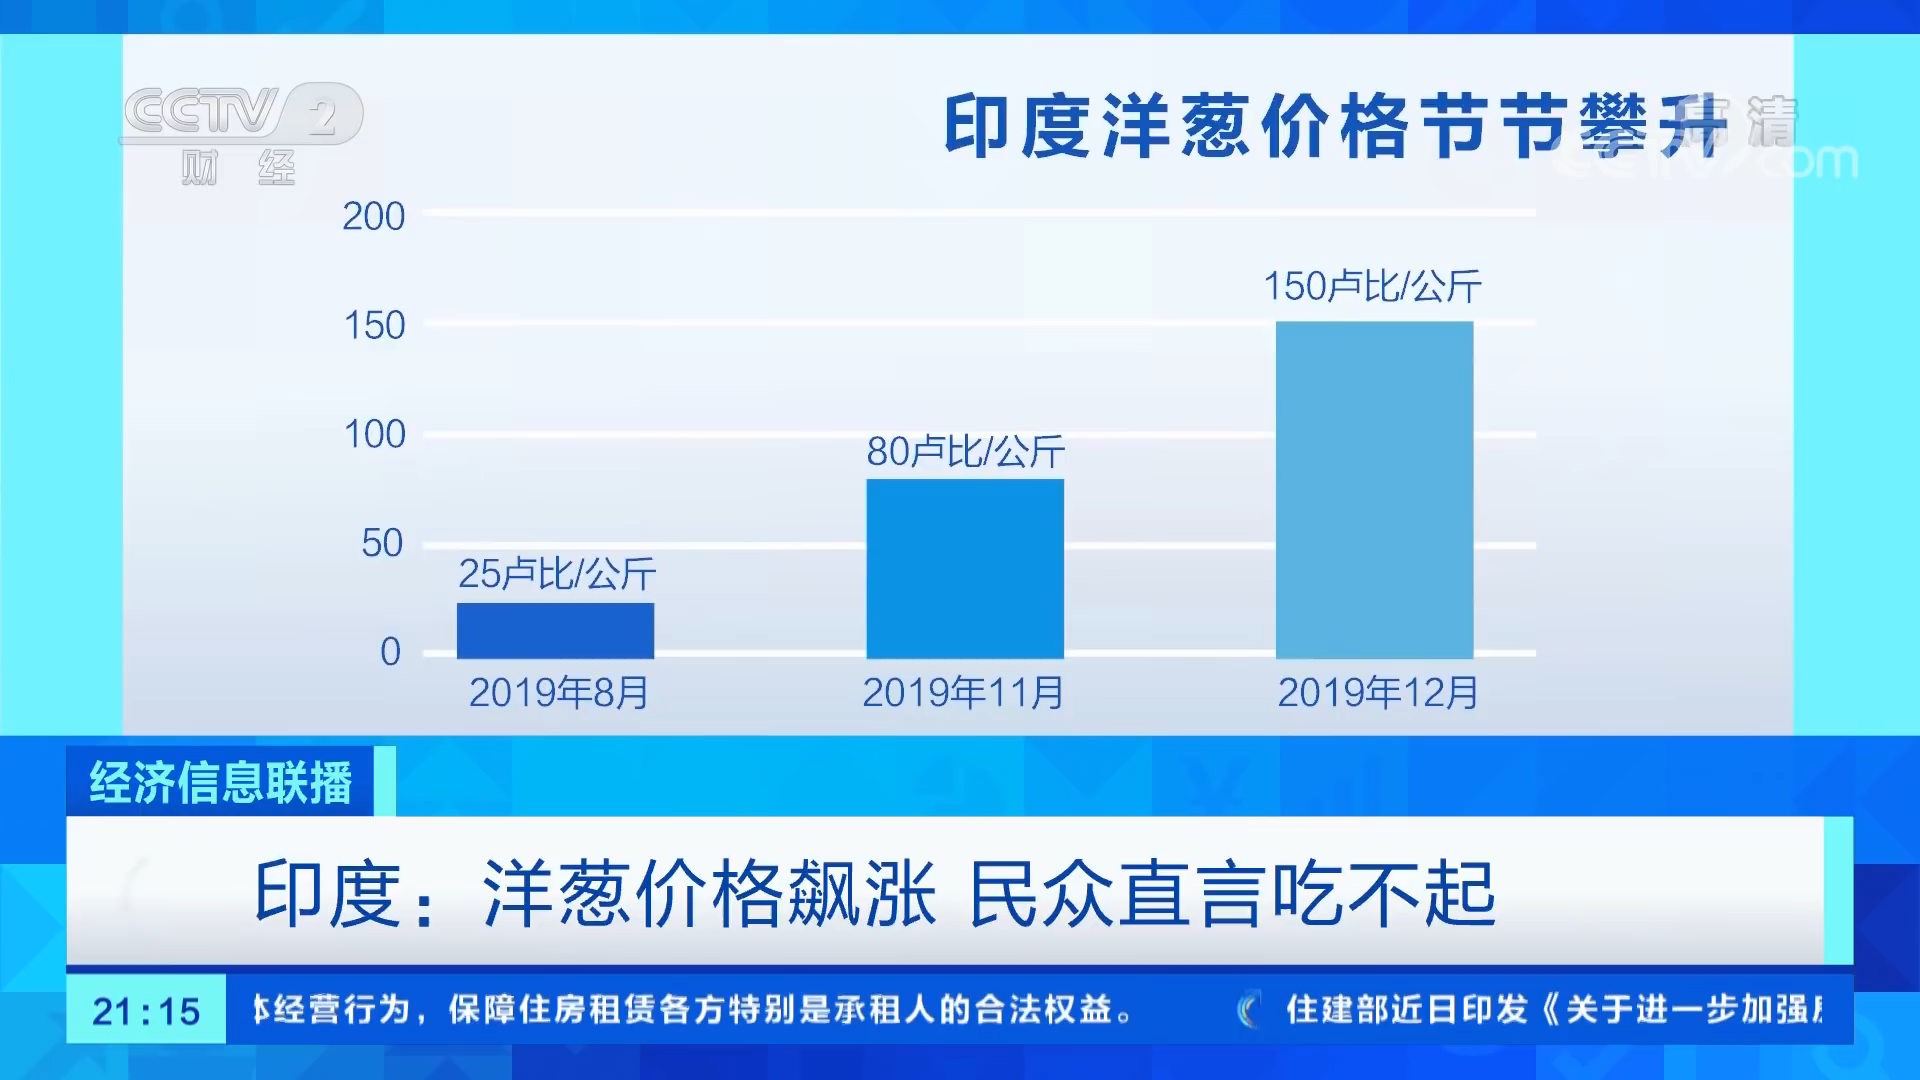 CCTV 2
财 经
印度洋葱价格节节攀升
高清
CCTV.com
200
150
100
50
0
25卢比/公斤
80卢比/公斤
150卢比/公斤
2019年8月
2019年11月
2019年12月
经济信息联播
印度：洋葱价格飙涨 民众直言吃不起
21:15
经营行为，保障住房租赁各方特别是承租人的合法权益。
住建部近日印发《关于进一步加强